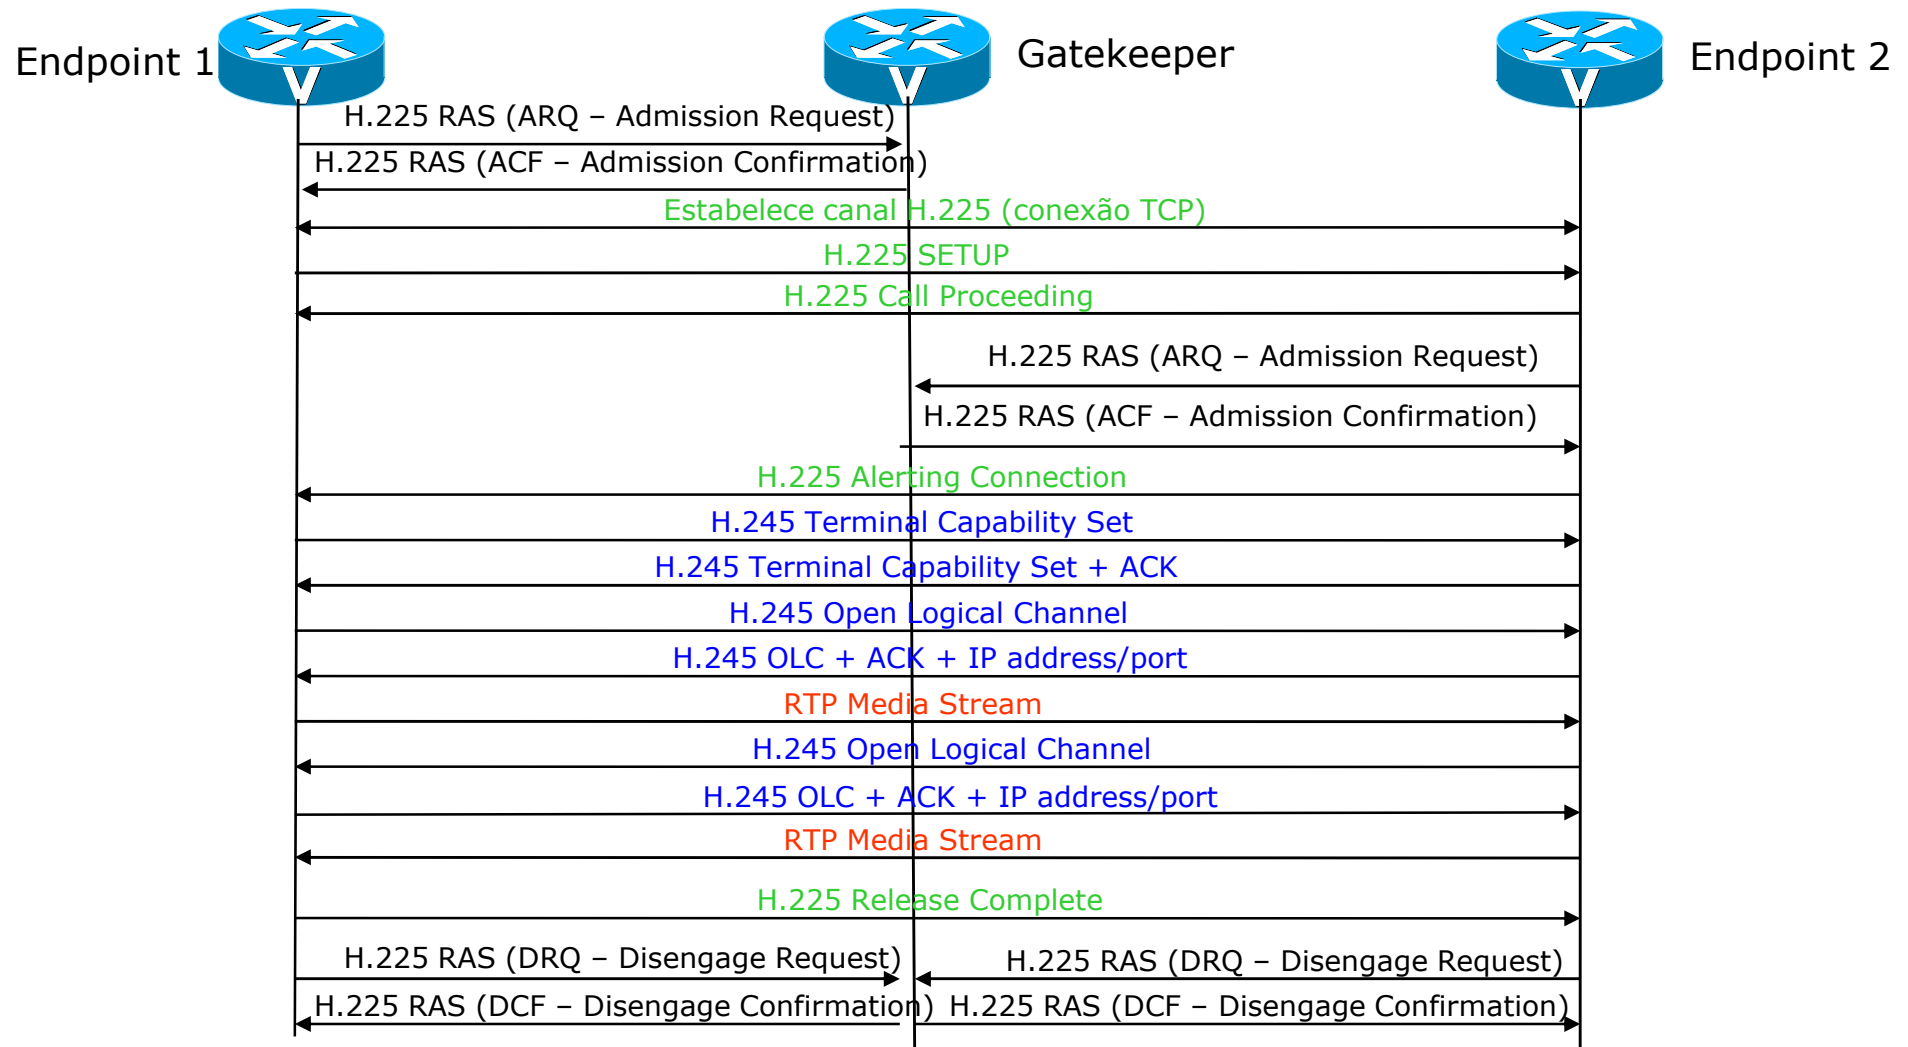 Endpoint 1
Gatekeeper
Endpoint 2
H.225 RAS (ARQ – Admission Request)
H.225 RAS (ACF – Admission Confirmation)
Estabelece canal H.225 (conexão TCP)
H.225 SETUP
H.225 Call Proceeding
H.225 RAS (ARQ – Admission Request)
H.225 RAS (ACF – Admission Confirmation)
H.225 Alerting Connection
H.245 Terminal Capability Set
H.245 Terminal Capability Set + ACK
H.245 Open Logical Channel
H.245 OLC + ACK + IP address/port
RTP Media Stream
H.245 Open Logical Channel
H.245 OLC + ACK + IP address/port
RTP Media Stream
H.225 Release Complete
H.225 RAS (DRQ – Disengage Request)
H.225 RAS (DRQ – Disengage Request)
H.225 RAS (DCF – Disengage Confirmation)
H.225 RAS (DCF – Disengage Confirmation)